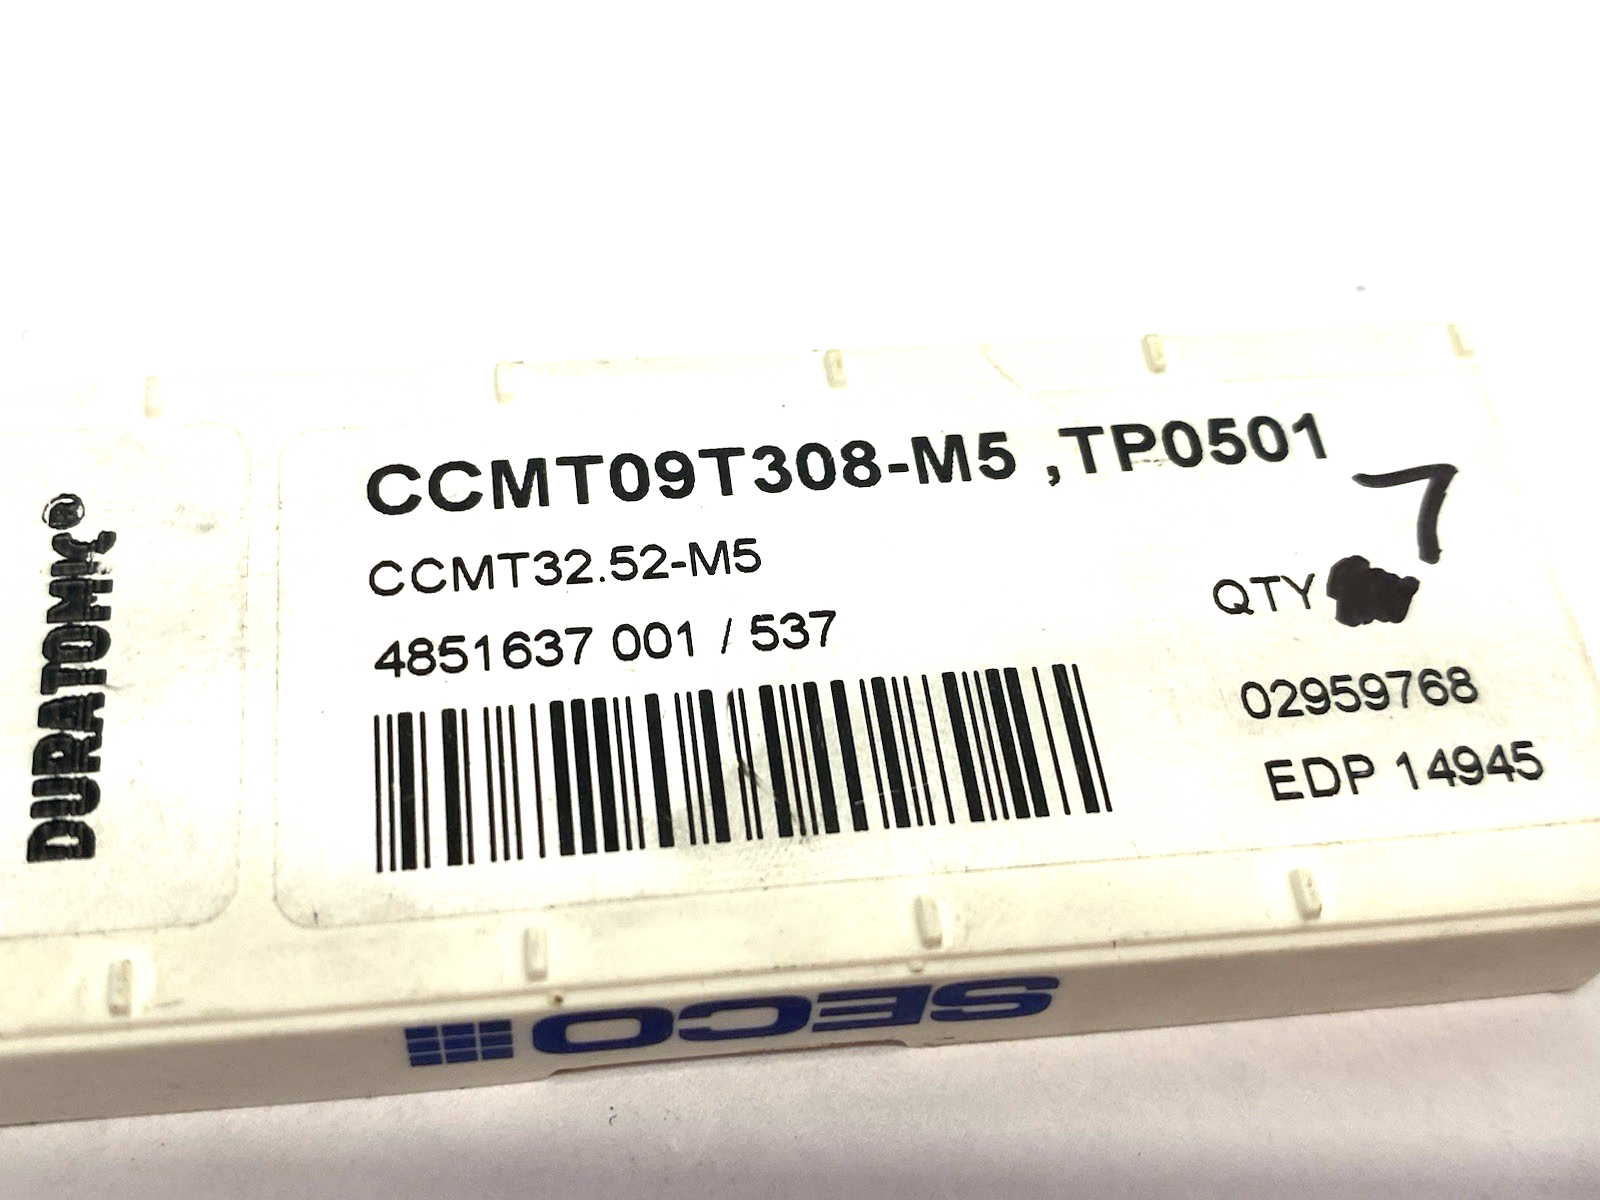 DURATOMIC®
CCMT09T308-M5 ,TP0501
CCMT32.52-M5
7
QTY
4851637 001 / 537
02959768
EDP 14945
SECO